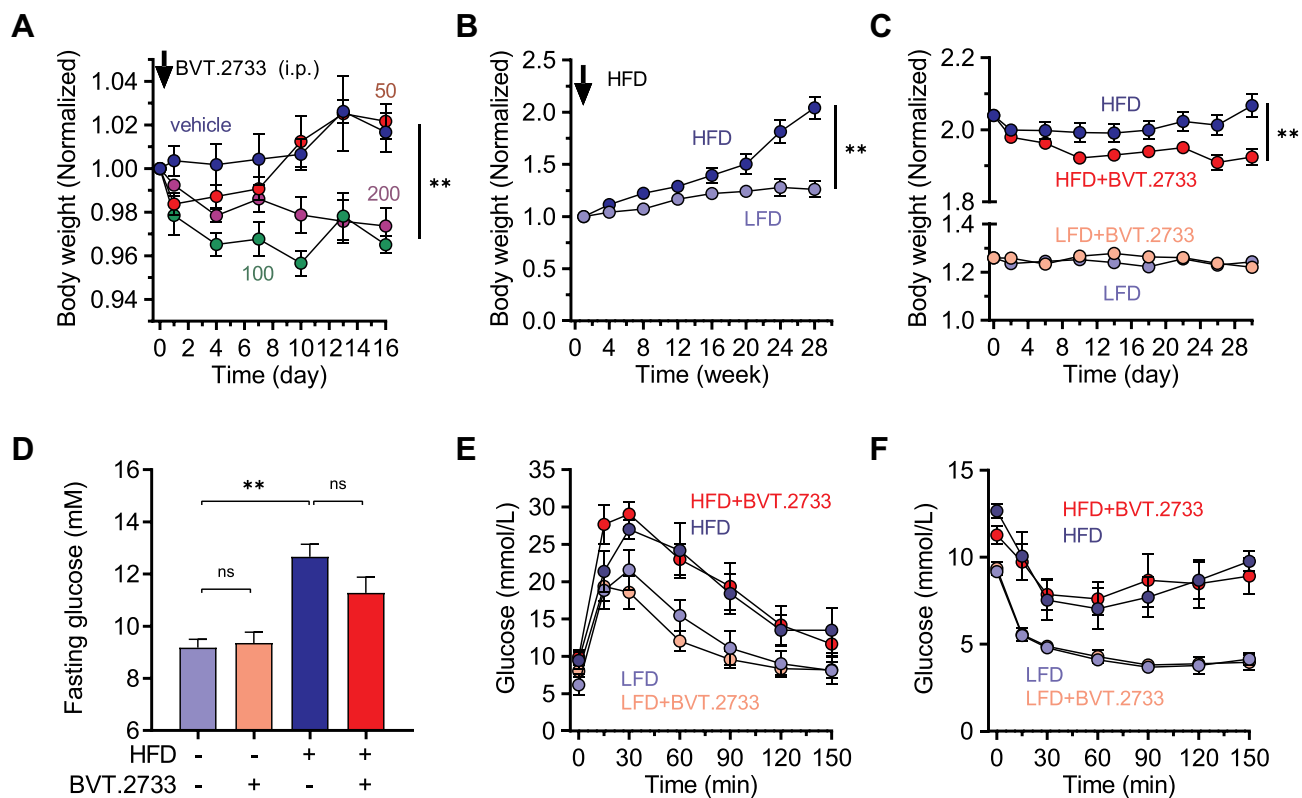 A
BVT.2733 (i.p.)
Body weight (Normalized)
1.04
1.02
1.00
0.98
0.96
0.94
vehicle
50
200
100
**
0 2 4 6 8 10 12 14 16
Time (day)
B
HFD
Body weight (Normalized)
2.5
2.0
1.5
1.0
0.5
0.0
HFD
LFD
**
0 4 8 12 16 20 24 28
Time (week)
C
Body weight (Normalized)
2.2
2.0
1.8
1.4
1.2
1.0
HFD
HFD+BVT.2733
LFD+BVT.2733
LFD
**
0 4 8 12 16 20 24 28
Time (day)
D
Fasting glucose (mM)
16
14
12
10
8
6
ns
**
ns
HFD - - + +
BVT.2733 - + - +
E
Glucose (mmol/L)
35
30
25
20
15
10
5
0
HFD+BVT.2733
HFD
LFD
LFD+BVT.2733
0 30 60 90 120 150
Time (min)
F
Glucose (mmol/L)
15
10
5
0
HFD+BVT.2733
HFD
LFD
LFD+BVT.2733
0 30 60 90 120 150
Time (min)